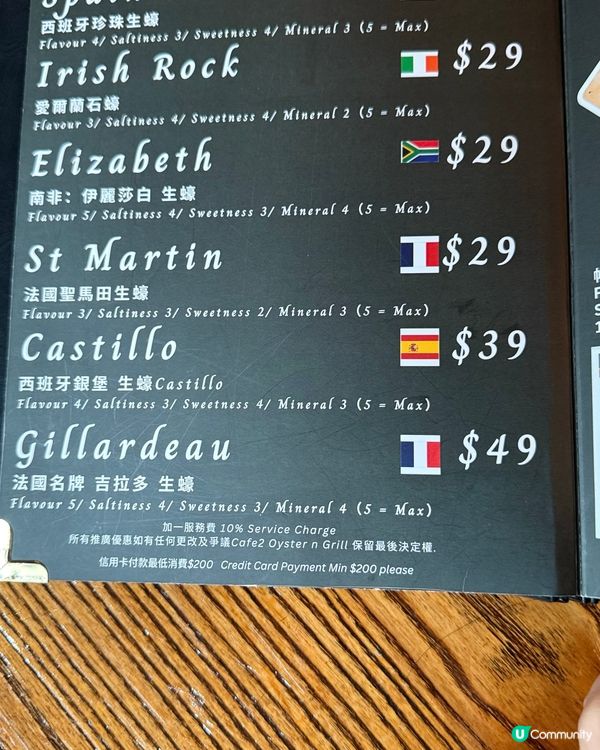 西班牙珍珠生蠔
Flavour 4/ Saltiness 3/ Sweetness 4/ Mineral 3 (5 = Max)
Irish Rock $29
愛爾蘭石蠔
Flavour 3/ Saltiness 4/ Sweetness 4/ Mineral 2 (5 = Max)
Elizabeth $29
南非：伊麗莎白 生蠔
Flavour 5/ Saltiness 4/ Sweetness 3/ Mineral 4 (5 = Max)
St Martin $29
法國聖馬田生蠔
Flavour 3/ Saltiness 3/ Sweetness 2/ Mineral 3 (5 = Max)
Castillo $39
西班牙銀堡 生蠔Castillo
Flavour 4/ Saltiness 3/ Sweetness 4/ Mineral 3 (5 = Max)
Gillardeau $49
法國名牌 吉拉多 生蠔
Flavour 5/ Saltiness 4/ Sweetness 3/ Mineral 4 (5 = Max)
加一服務費 10% Service Charge
所有推廣優惠如有任何更改及爭議Cafe2 Oyster n Grill 保留最後決定權.
信用卡付款最低消費$200 Credit Card Payment Min $200 please
U Community